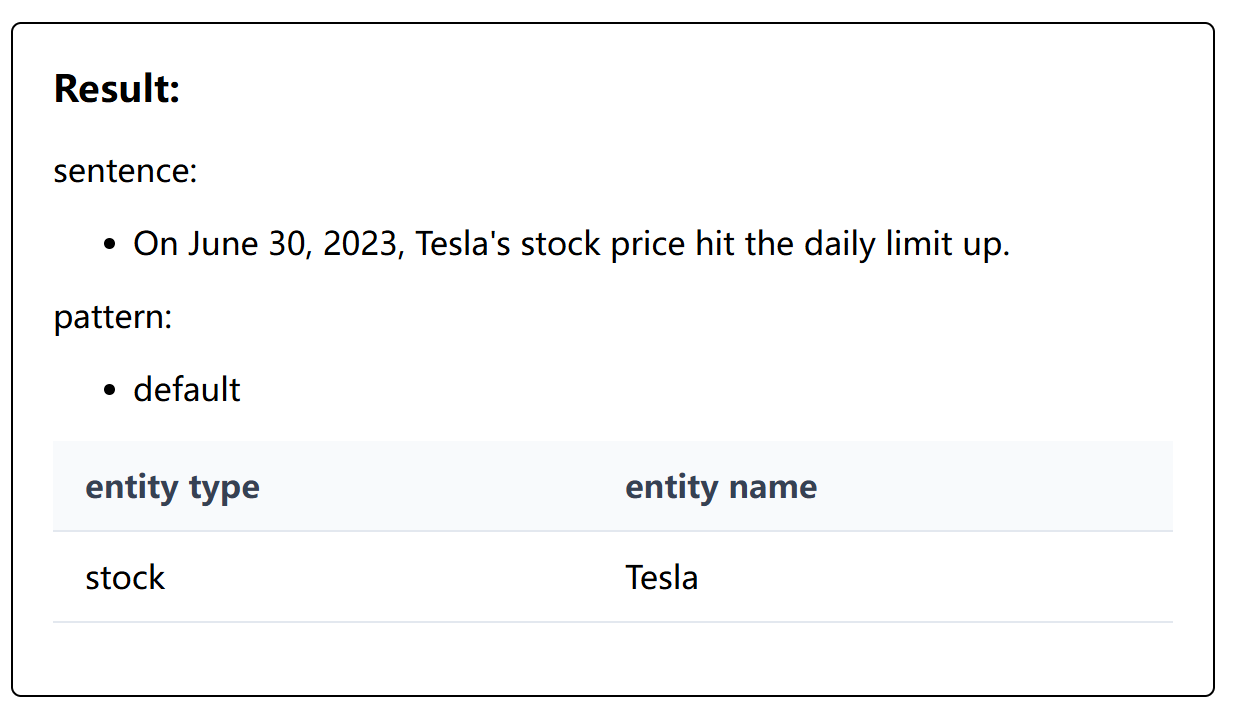 Result:
sentence:
• On June 30, 2023, Tesla's stock price hit the daily limit up.
pattern:
• default
entity type entity name
stock Tesla